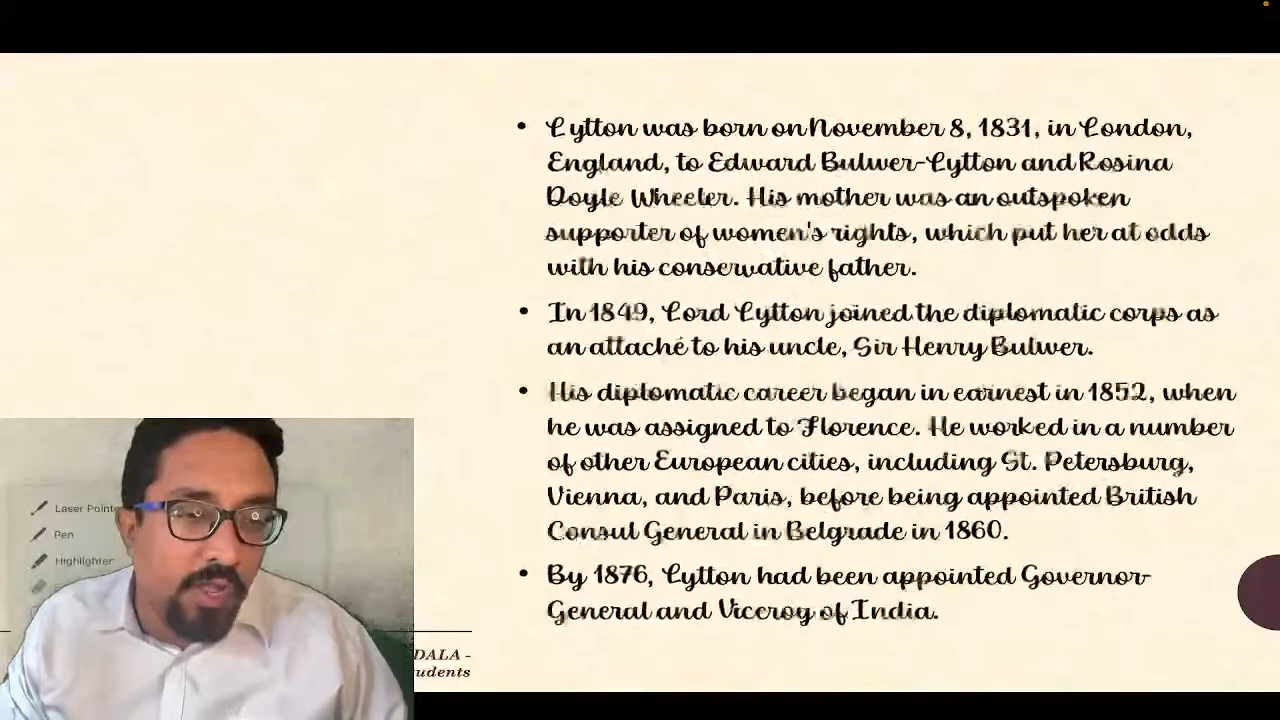 • Lytton was born on November 8, 1831, in London,
England, to Edward Bulwer-Lytton and Rosina
Doyle Wheeler. His mother was an outspoken
supporter of women's rights, which put her at odds
with his conservative father.
• In 1849, Lord Lytton joined the diplomatic corps as
an attaché to his uncle, Sir Henry Bulwer.
• His diplomatic career began in earnest in 1852, when
he was assigned to Florence. He worked in a number
of other European cities, including St. Petersburg,
Vienna, and Paris, before being appointed British
Consul General in Belgrade in 1860.
• By 1876, Lytton had been appointed Governor-
General and Viceroy of India.
Laser Pointe
Pen
Highlighter
DALA -
udents